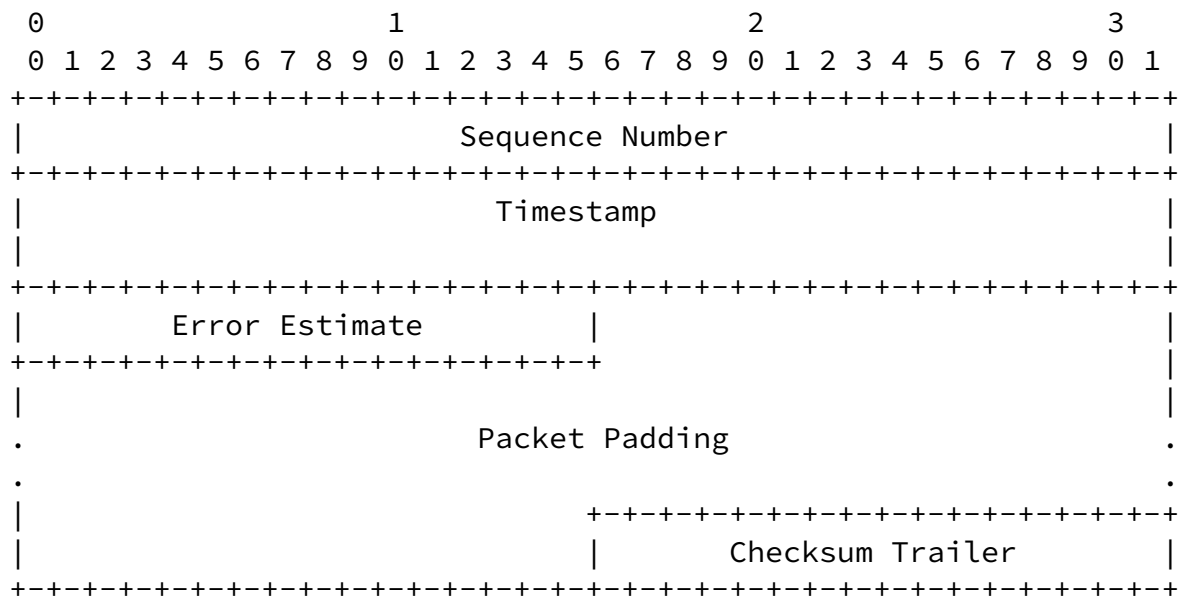 0                   1                   2                   3
 0 1 2 3 4 5 6 7 8 9 0 1 2 3 4 5 6 7 8 9 0 1 2 3 4 5 6 7 8 9 0 1
+-+-+-+-+-+-+-+-+-+-+-+-+-+-+-+-+-+-+-+-+-+-+-+-+-+-+-+-+-+-+-+-+
|                        Sequence Number                        |
+-+-+-+-+-+-+-+-+-+-+-+-+-+-+-+-+-+-+-+-+-+-+-+-+-+-+-+-+-+-+-+-+
|                          Timestamp                            |
|                                                               |
+-+-+-+-+-+-+-+-+-+-+-+-+-+-+-+-+-+-+-+-+-+-+-+-+-+-+-+-+-+-+-+-+
|        Error Estimate         |                               |
+-+-+-+-+-+-+-+-+-+-+-+-+-+-+-+-+                               |
|                                                               |
.                         Packet Padding                        .
.                                                               .
|                               +-+-+-+-+-+-+-+-+-+-+-+-+-+-+-+-+
|                               |       Checksum Trailer        |
+-+-+-+-+-+-+-+-+-+-+-+-+-+-+-+-+-+-+-+-+-+-+-+-+-+-+-+-+-+-+-+-+